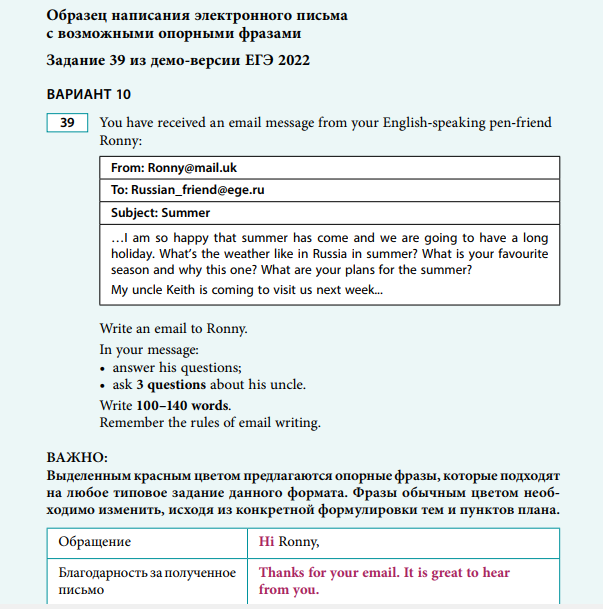 Образец написания электронного письма
с возможными опорными фразами
Задание 39 из демо-версии ЕГЭ 2022
ВАРИАНТ 10
39 You have received an email message from your English-speaking pen-friend
Ronny:
From: Ronny@mail.uk
To: Russian_friend@ege.ru
Subject: Summer
…I am so happy that summer has come and we are going to have a long
holiday. What’s the weather like in Russia in summer? What is your favourite
season and why this one? What are your plans for the summer?
My uncle Keith is coming to visit us next week...
Write an email to Ronny.
In your message:
• answer his questions;
• ask 3 questions about his uncle.
Write 100–140 words.
Remember the rules of email writing.
ВАЖНО:
Выделенным красным цветом предлагаются опорные фразы, которые подходят
на любое типовое задание данного формата. Фразы обычным цветом необ-
ходимо изменить, исходя из конкретной формулировки тем и пунктов плана.
Обращение Hi Ronny,
Благодарность за полученное Thanks for your email. It is great to hear
письмо from you.